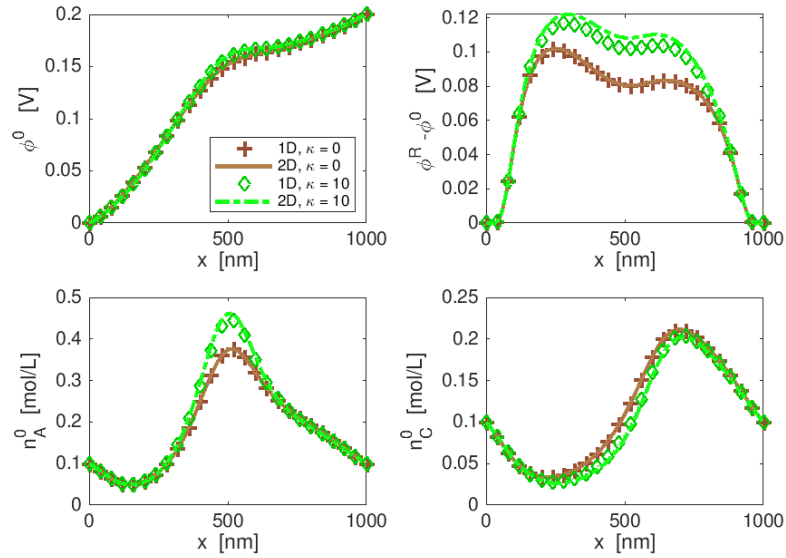 0.2
0.15
0.1
0.05
0
φ⁰ [V]
0 500 1000
x [nm]
1D, κ = 0
2D, κ = 0
1D, κ = 10
2D, κ = 10
0.12
0.1
0.08
0.06
0.04
0.02
0
φᴿ -φ⁰ [V]
0 500 1000
x [nm]
0.5
0.4
0.3
0.2
0.1
0
n⁰_A [mol/L]
0 500 1000
x [nm]
0.25
0.20
0.15
0.10
0.05
0
n⁰_C [mol/L]
0 500 1000
x [nm]